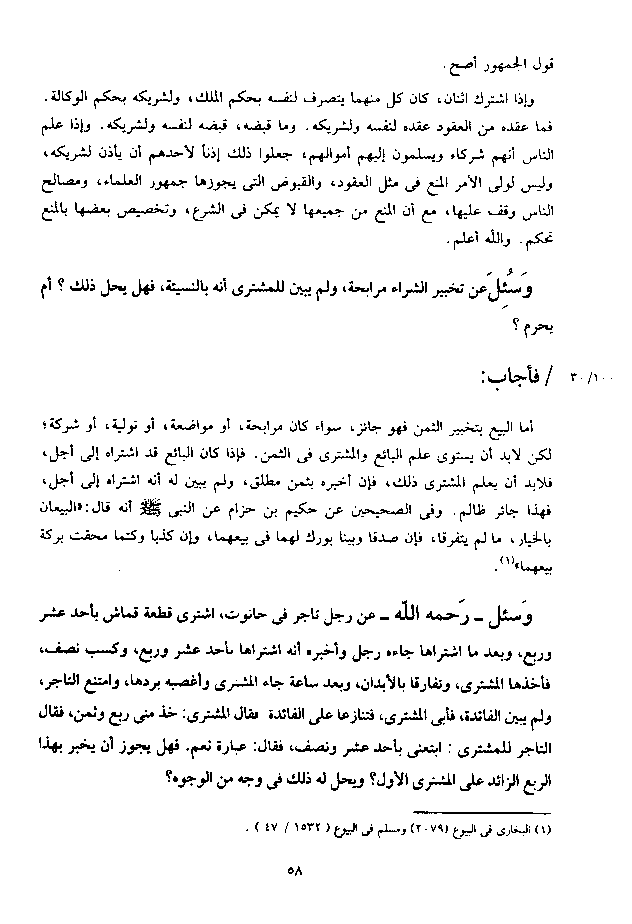 قول الجمهور أصح .
وإذا اشترك اثنان، كان كل منهما يتصرف لنفسه بحكم الملك، ولشريكه بحكم الوكالة .
فما عقده من العقود عقده لنفسه ولشريكه. وما قبضه، قبضه لنفسه ولشريكه. وإذا علم
الناس أنهم شركاء ويسلمون إليهم أموالهم، جعلوا ذلك إذناً لأحدهم أن يأذن لشريكه،
وليس لولى الأمر المنع فى مثل العقود، والقبوض التى يجوزها جمهور العلماء، ومصالح
الناس وقف عليها، مع أن المنع من جميعها لا يمكن فى الشرع، وتخصيص بعضها بالمنع
تحكم. والله أعلم.
وَسُئِلَ عن تخبير الشراء مرابحة، ولم يبين للمشترى أنه بالنسيئة، فهل يحل ذلك ؟ أم
يحرم ؟
٣٠/١٠٠ / فأجاب:
أما البيع بتخبير الثمن فهو جائز، سواء كان مرابحة، أو مواضعة، أو تولية، أو شركة؛
لكن لابد أن يستوى علم البائع والمشترى فى الثمن. فإذا كان البائع قد اشتراه إلى أجل،
فلابد أن يعلم المشترى ذلك، فإن أخبره بثمن مطلق، ولم يبين له أنه اشتراه إلى أجل،
فهذا جائر ظالم. وفى الصحيحين عن حكيم بن حزام عن النبى ﷺ أنه قال: «البيعان
بالخيار، ما لم يتفرقا، فإن صدقا وبينا بورك لهما فى بيعهما، وإن كذبا وكتما محقت بركة
بيعهما»(١).
وَسئل ـ رَحمه اللّه ـ عن رجل تاجر فى حانوت، اشترى قطعة قماش بأحد عشر
وربع، وبعد ما اشتراها جاءه رجل وأخبره أنه اشتراها بأحد عشر وربع، وكسب نصف،
فأخذها المشترى، وتفارقا بالأبدان، وبعد ساعة جاء المشترى وأغصبه بردها، وامتنع التاجر،
ولم يبين الفائدة، فأبى المشترى، فتنازعا على الفائدة فقال المشترى: خذ منى ربع وثمن، فقال
التاجر للمشترى : ابتعنى بأحد عشر ونصف، فقال: عبارة نعم. فهل يجوز أن يخبر بهذا
الربع الزائد على المشترى الأول؟ ويحل له ذلك فى وجه من الوجوه؟
(١) البخارى فى البيوع (٢٠٧٩) ومسلم فى البيوع ( ١٥٣٢ / ٤٧ ) .
٥٨